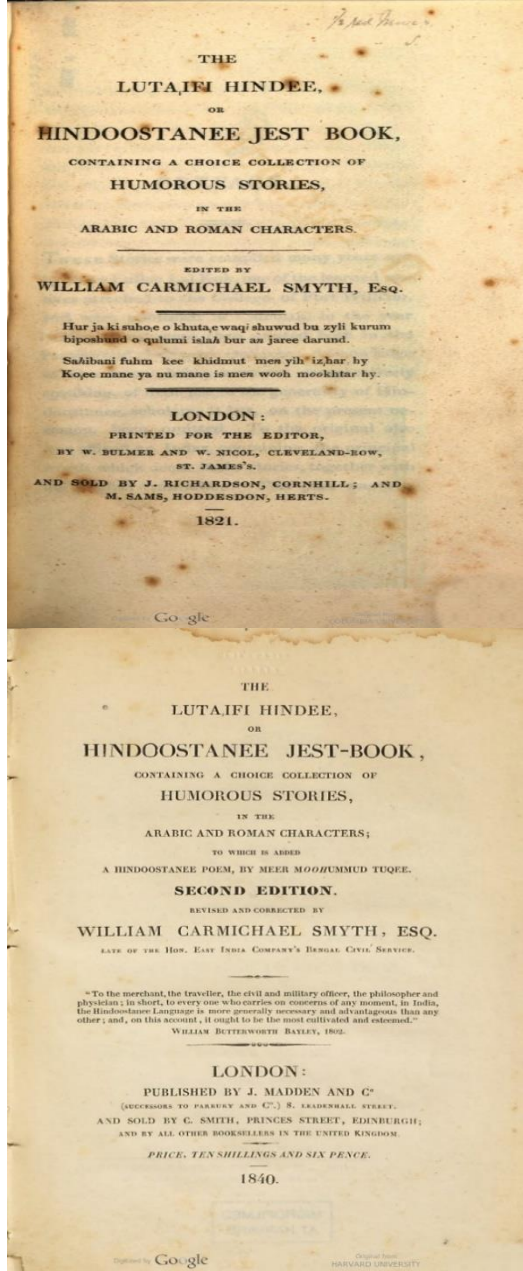 THE
LUTA,IFI HINDEE,
OR
HINDOOSTANEE JEST BOOK,
CONTAINING A CHOICE COLLECTION OF
HUMOROUS STORIES,
IN THE
ARABIC AND ROMAN CHARACTERS.
EDITED BY
WILLIAM CARMICHAEL SMYTH, Esq.
Hur ja ki suho,e o khuta,e waqi shuwud bu zyli kurum
biposhund o qulumi islah bur an jaree darund.
Sahibani fuhm kee khidmut men yih iz,har hy
Ko,ee mane ya nu mane is men wooh mookhtar hy.
LONDON:
PRINTED FOR THE EDITOR,
BY W. BULMER AND W. NICOL, CLEVELAND-ROW,
ST. JAMES'S.
AND SOLD BY J. RICHARDSON, CORNHILL; AND
M. SAMS, HODDESDON, HERTS.
1821.
Google
THE
LUTA,IFI HINDEE,
OR
HINDOOSTANEE JEST-BOOK,
CONTAINING A CHOICE COLLECTION OF
HUMOROUS STORIES,
IN THE
ARABIC AND ROMAN CHARACTERS;
TO WHICH IS ADDED
A HINDOOSTANEE POEM, BY MEER MOOHUMMUD TUQEE.
SECOND EDITION.
REVISED AND CORRECTED BY
WILLIAM CARMICHAEL SMYTH, ESQ.
LATE OF THE HON. EAST INDIA COMPANY'S BENGAL CIVIL SERVICE.
"To the merchant, the traveller, the civil and military officer, the philosopher and
physician; in short, to every one who carries on concerns of any moment, in India,
the Hindoostanee Language is more generally necessary and advantageous than any
other; and, on this account, it ought to be the most cultivated and esteemed."
WILLIAM BUTTERWORTH BAYLEY, 1802.
LONDON:
PUBLISHED BY J. MADDEN AND Co
(SUCCESSORS TO PARBURY AND Co.) 8. LEADENHALL STREET.
AND SOLD BY C. SMITH, PRINCES STREET, EDINBURGH;
AND BY ALL OTHER BOOKSELLERS IN THE UNITED KINGDOM.
PRICE. TEN SHILLINGS AND SIX PENCE.
1840.
Digitized by Google
Original from
HARVARD UNIVERSITY